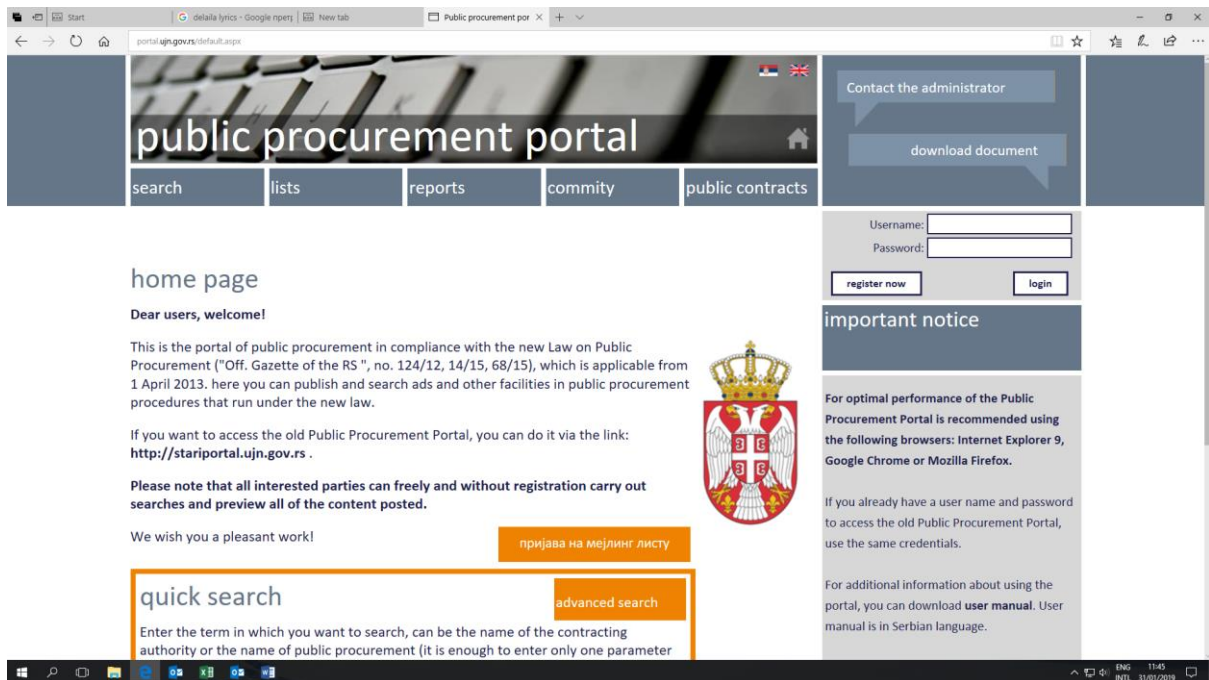 Start
delaila lyrics - Google прет
New tab
Public procurement por
portal.ujn.gov.rs/default.aspx
public procurement portal
search
lists
reports
commity
public contracts
Contact the administrator
download document
Username:
Password:
register now
login
home page
Dear users, welcome!
This is the portal of public procurement in compliance with the new Law on Public
Procurement ("Off. Gazette of the RS ", no. 124/12, 14/15, 68/15), which is applicable from
1 April 2013. here you can publish and search ads and other facilities in public procurement
procedures that run under the new law.
If you want to access the old Public Procurement Portal, you can do it via the link:
http://stariportal.ujn.gov.rs .
Please note that all interested parties can freely and without registration carry out
searches and preview all of the content posted.
We wish you a pleasant work!
пријава на мејлинг листу
quick search
advanced search
Enter the term in which you want to search, can be the name of the contracting
authority or the name of public procurement (it is enough to enter only one parameter
important notice
For optimal performance of the Public
Procurement Portal is recommended using
the following browsers: Internet Explorer 9,
Google Chrome or Mozilla Firefox.
If you already have a user name and password
to access the old Public Procurement Portal,
use the same credentials.
For additional information about using the
portal, you can download user manual. User
manual is in Serbian language.
ENG
INTL
11:45
31/01/2019